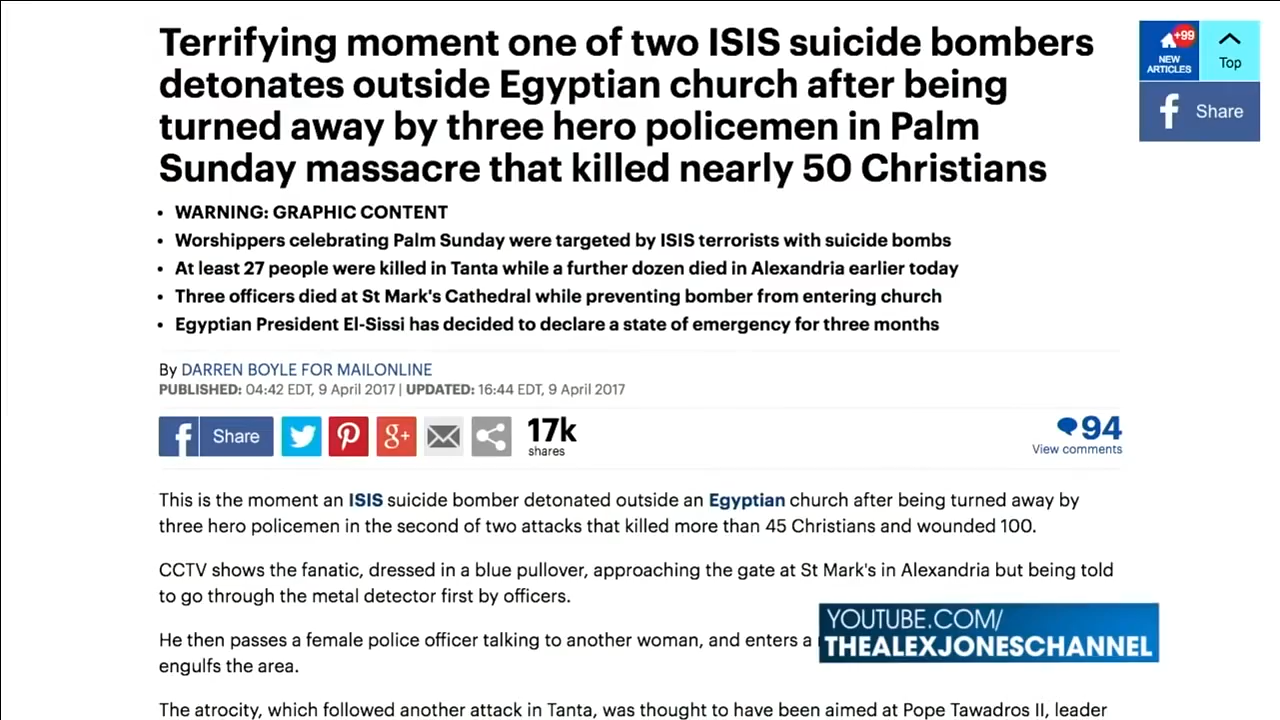 Terrifying moment one of two ISIS suicide bombers
detonates outside Egyptian church after being
turned away by three hero policemen in Palm
Sunday massacre that killed nearly 50 Christians
+99
NEW
ARTICLES
Top
f Share
• WARNING: GRAPHIC CONTENT
• Worshippers celebrating Palm Sunday were targeted by ISIS terrorists with suicide bombs
• At least 27 people were killed in Tanta while a further dozen died in Alexandria earlier today
• Three officers died at St Mark's Cathedral while preventing bomber from entering church
• Egyptian President El-Sissi has decided to declare a state of emergency for three months
By DARREN BOYLE FOR MAILONLINE
PUBLISHED: 04:42 EDT, 9 April 2017 | UPDATED: 16:44 EDT, 9 April 2017
f Share
g+
17k
shares
94
View comments
This is the moment an ISIS suicide bomber detonated outside an Egyptian church after being turned away by
three hero policemen in the second of two attacks that killed more than 45 Christians and wounded 100.
CCTV shows the fanatic, dressed in a blue pullover, approaching the gate at St Mark's in Alexandria but being told
to go through the metal detector first by officers.
He then passes a female police officer talking to another woman, and enters a
engulfs the area.
YOUTUBE.COM/
THEALEXJONESCHANNEL
The atrocity, which followed another attack in Tanta, was thought to have been aimed at Pope Tawadros II, leader